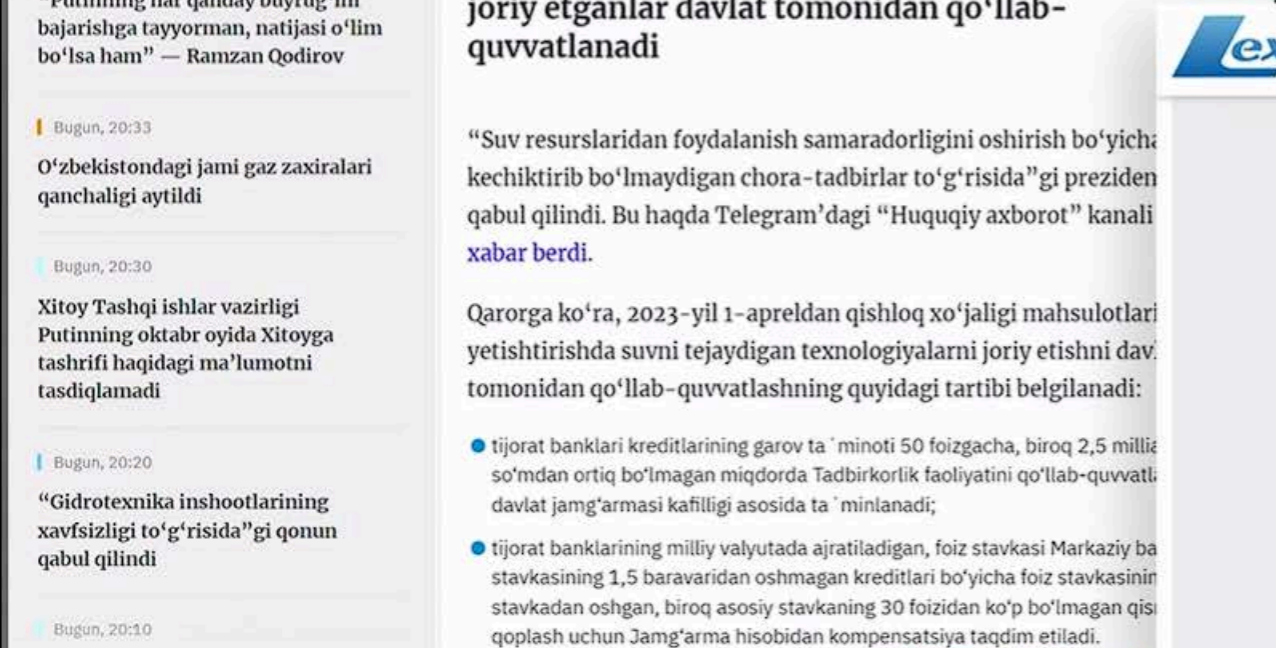 “Putinning har qanday buyrug‘ini
bajarishga tayyorman, natijasi o‘lim
bo‘lsa ham” — Ramzan Qodirov
Bugun, 20:33
O‘zbekistondagi jami gaz zaxiralari
qanchaligi aytildi
Bugun, 20:30
Xitoy Tashqi ishlar vazirligi
Putinning oktabr oyida Xitoyga
tashrifi haqidagi ma’lumotni
tasdiqlamadi
Bugun, 20:20
“Gidrotexnika inshootlarining
xavfsizligi to‘g‘risida”gi qonun
qabul qilindi
Bugun, 20:10
joriy etganlar davlat tomonidan qo‘llab-
quvvatlanadi
“Suv resurslaridan foydalanish samaradorligini oshirish bo‘yicha
kechiktirib bo‘lmaydigan chora-tadbirlar to‘g‘risida”gi preziden
qabul qilindi. Bu haqda Telegram’dagi “Huquqiy axborot” kanali
xabar berdi.
Qarorga ko‘ra, 2023-yil 1-apreldan qishloq xo‘jaligi mahsulotlari
yetishtirishda suvni tejaydigan texnologiyalarni joriy etishni dav
tomonidan qo‘llab-quvvatlashning quyidagi tartibi belgilanadi:
tijorat banklari kreditlarining garov ta´minoti 50 foizgacha, biroq 2,5 millia
so‘mdan ortiq bo‘lmagan miqdorda Tadbirkorlik faoliyatini qo‘llab-quvvatl
davlat jamg‘armasi kafilligi asosida ta´minlanadi;
tijorat banklarining milliy valyutada ajratiladigan, foiz stavkasi Markaziy ba
stavkasining 1,5 baravaridan oshmagan kreditlari bo‘yicha foiz stavkasinin
stavkadan oshgan, biroq asosiy stavkaning 30 foizidan ko‘p bo‘lmagan qis
qoplash uchun Jamg‘arma hisobidan kompensatsiya taqdim etiladi.
Lex